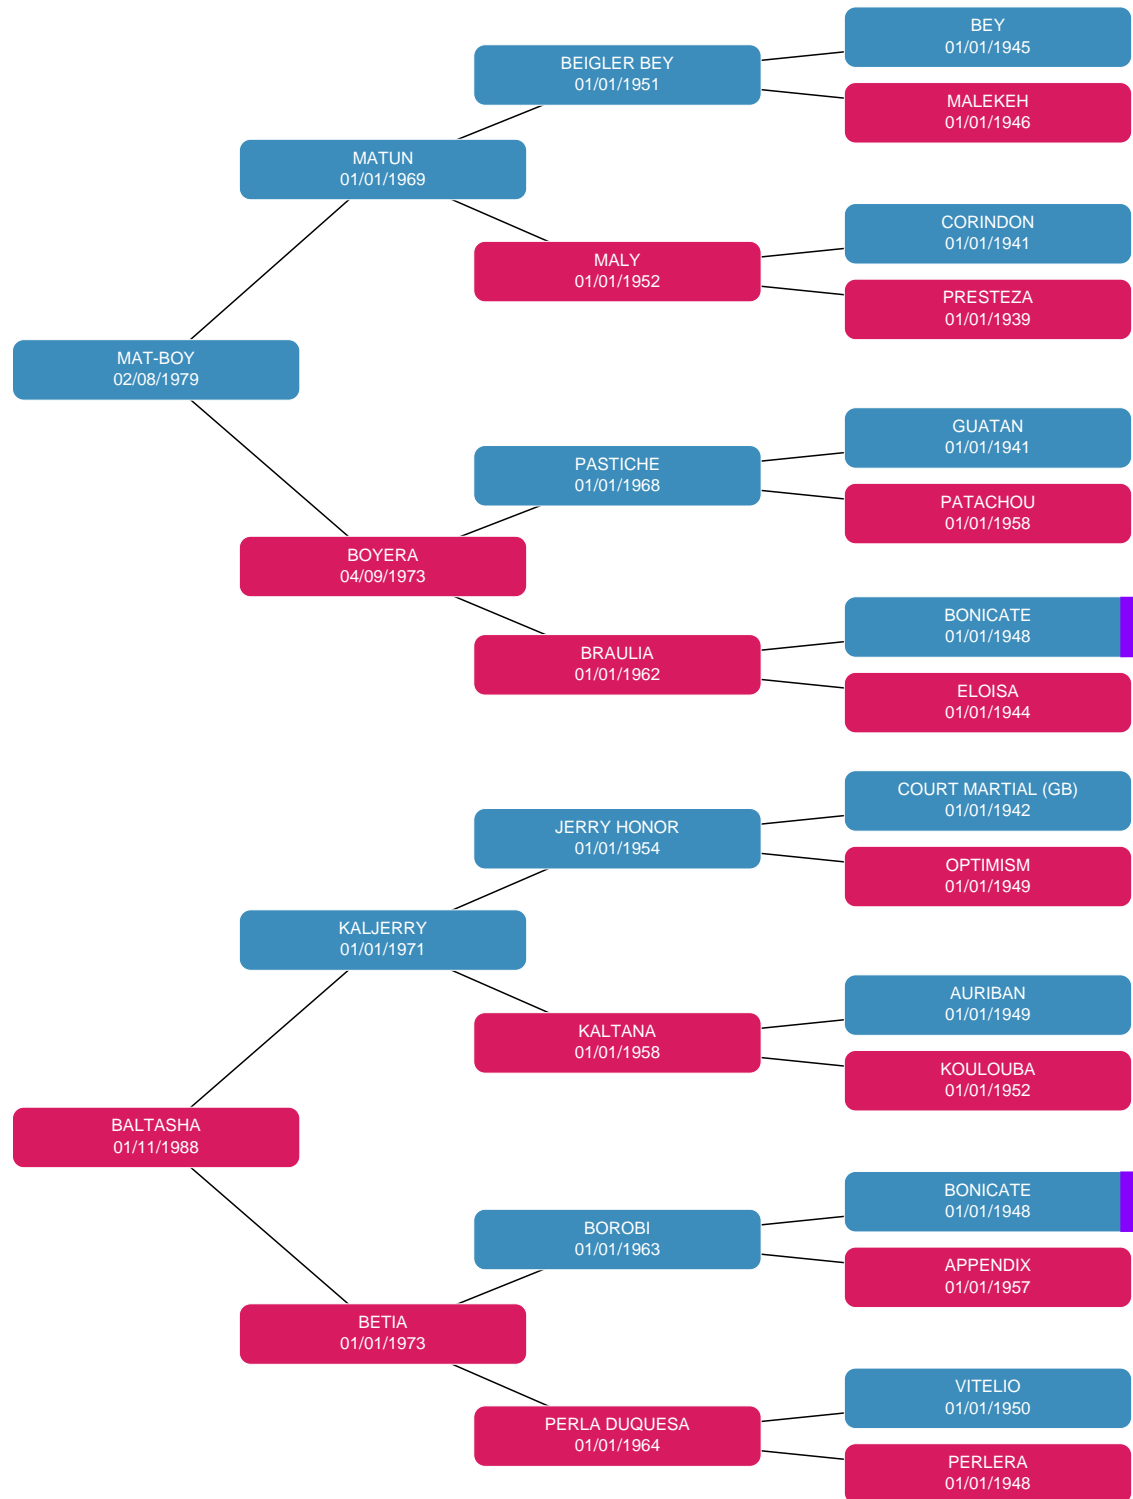 BEY
01/01/1945
BEIGLER BEY
01/01/1951
MALEKEH
01/01/1946
MATUN
01/01/1969
CORINDON
01/01/1941
MALY
01/01/1952
PRESTEZA
01/01/1939
MAT-BOY
02/08/1979
GUATAN
01/01/1941
PASTICHE
01/01/1968
PATACHOU
01/01/1958
BOYERA
04/09/1973
BONICATE
01/01/1948
BRAULIA
01/01/1962
ELOISA
01/01/1944
COURT MARTIAL (GB)
01/01/1942
JERRY HONOR
01/01/1954
OPTIMISM
01/01/1949
KALJERRY
01/01/1971
AURIBAN
01/01/1949
KALTANA
01/01/1958
KOULOUBA
01/01/1952
BALTASHA
01/11/1988
BONICATE
01/01/1948
BOROBI
01/01/1963
APPENDIX
01/01/1957
BETIA
01/01/1973
VITELIO
01/01/1950
PERLA DUQUESA
01/01/1964
PERLERA
01/01/1948